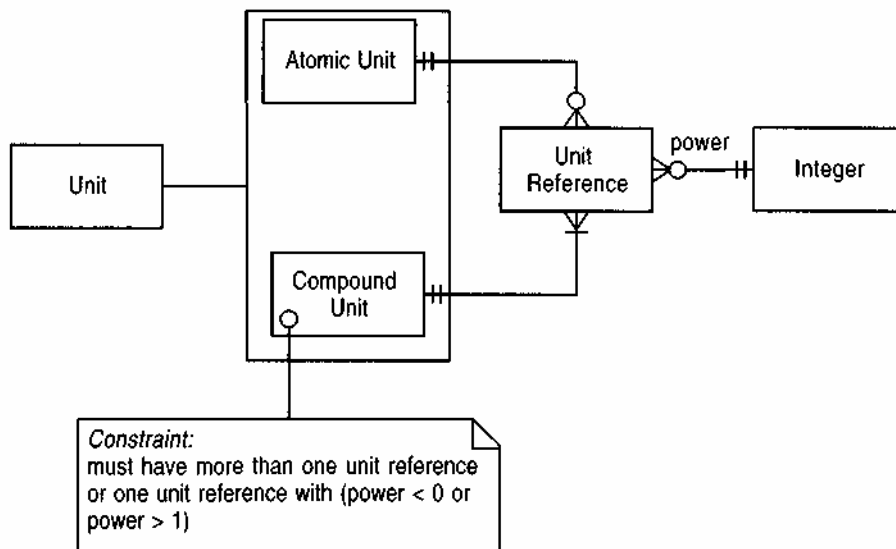 Atomic Unit
Unit
Unit
Reference
power
Integer
Compound
Unit
Constraint:
must have more than one unit reference
or one unit reference with (power < 0 or
power > 1)